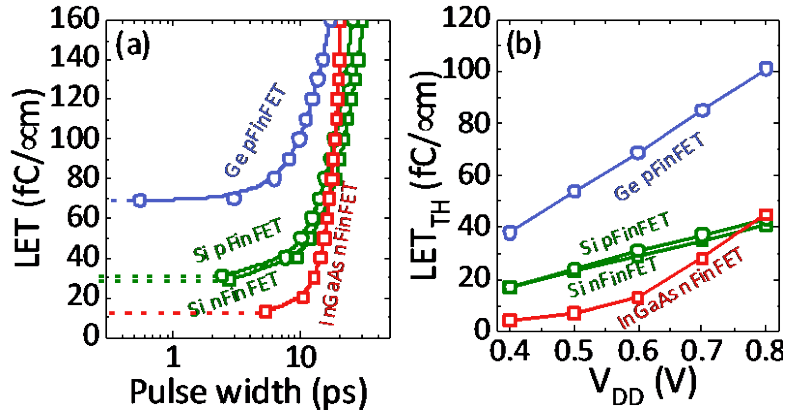 (a)
LET (fC/∝m)
160
140
120
100
80
60
40
20
0
Ge pFinFET
Si pFinFET
Si nFinFET
InGaAs nFinFET
1
10
Pulse width (ps)
(b)
LET_TH (fC/∝m)
120
100
80
60
40
20
0
Ge pFinFET
Si pFinFET
Si nFinFET
InGaAs nFinFET
0.4 0.5 0.6 0.7 0.8
V_DD (V)